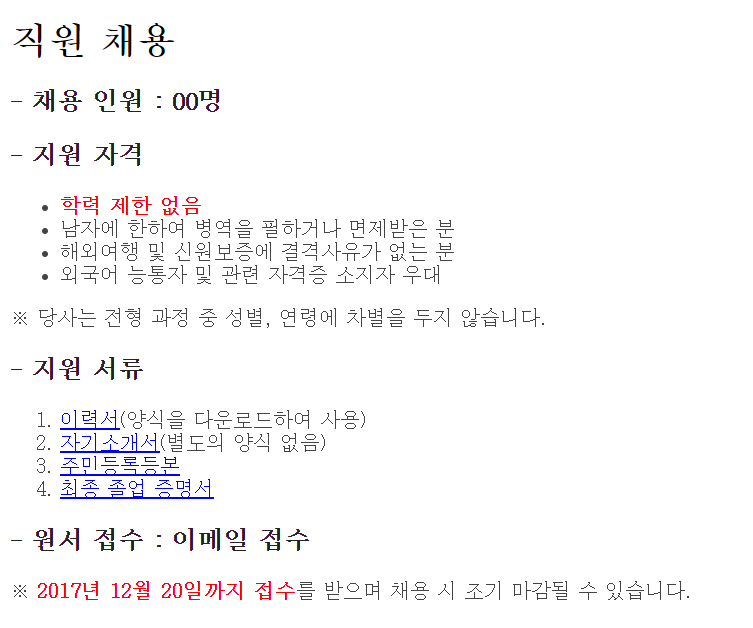 직원 채용
- 채용 인원 : 00명
- 지원 자격
• 학력 제한 없음
• 남자에 한하여 병역을 필하거나 면제받은 분
• 해외여행 및 신원보증에 결격사유가 없는 분
• 외국어 능통자 및 관련 자격증 소지자 우대
※ 당사는 전형 과정 중 성별, 연령에 차별을 두지 않습니다.
- 지원 서류
1. 이력서(양식을 다운로드하여 사용)
2. 자기소개서(별도의 양식 없음)
3. 주민등록등본
4. 최종 졸업 증명서
- 원서 접수 : 이메일 접수
※ 2017년 12월 20일까지 접수를 받으며 채용 시 조기 마감될 수 있습니다.